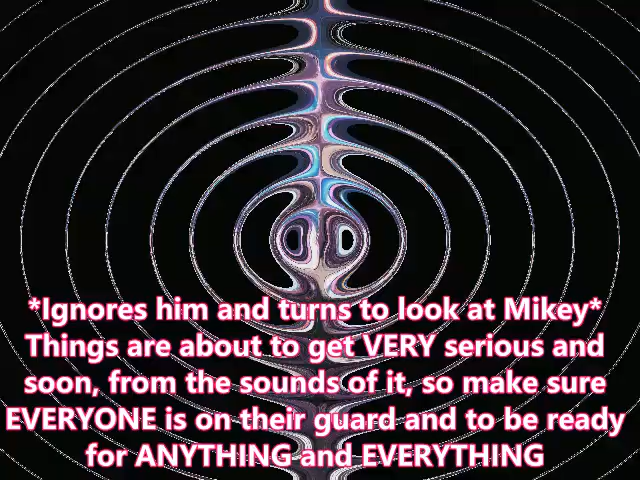 *Ignores him and turns to look at Mikey*
Things are about to get VERY serious and
soon, from the sounds of it, so make sure
EVERYONE is on their guard and to be ready
for ANYTHING and EVERYTHING